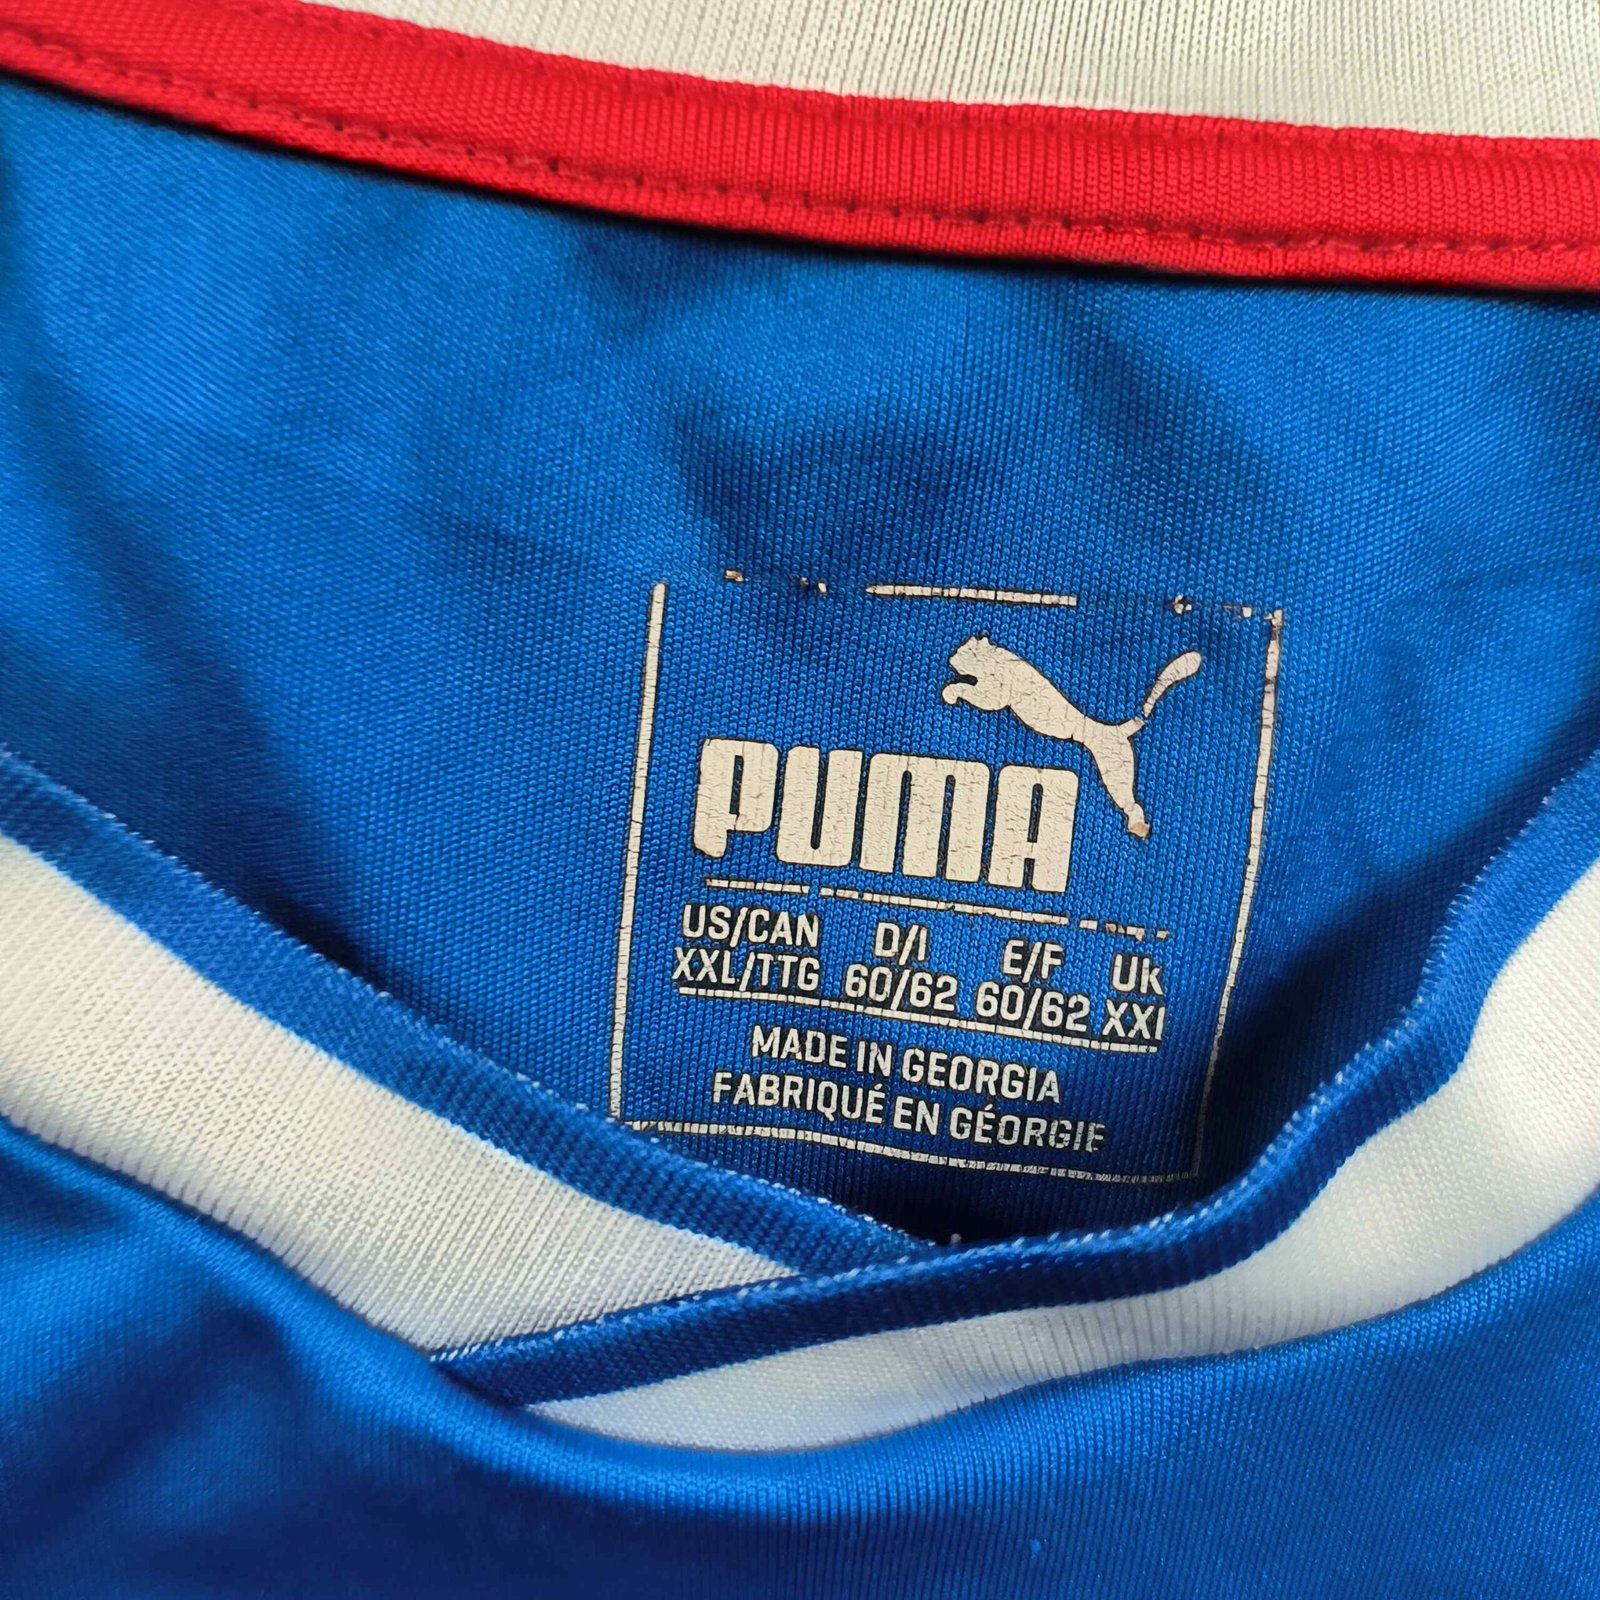 PUMA
US/CAN D/I E/F UK
XXL/TTG 60/62 60/62 XXl
MADE IN GEORGIA
FABRIQUÉ EN GÉORGIE